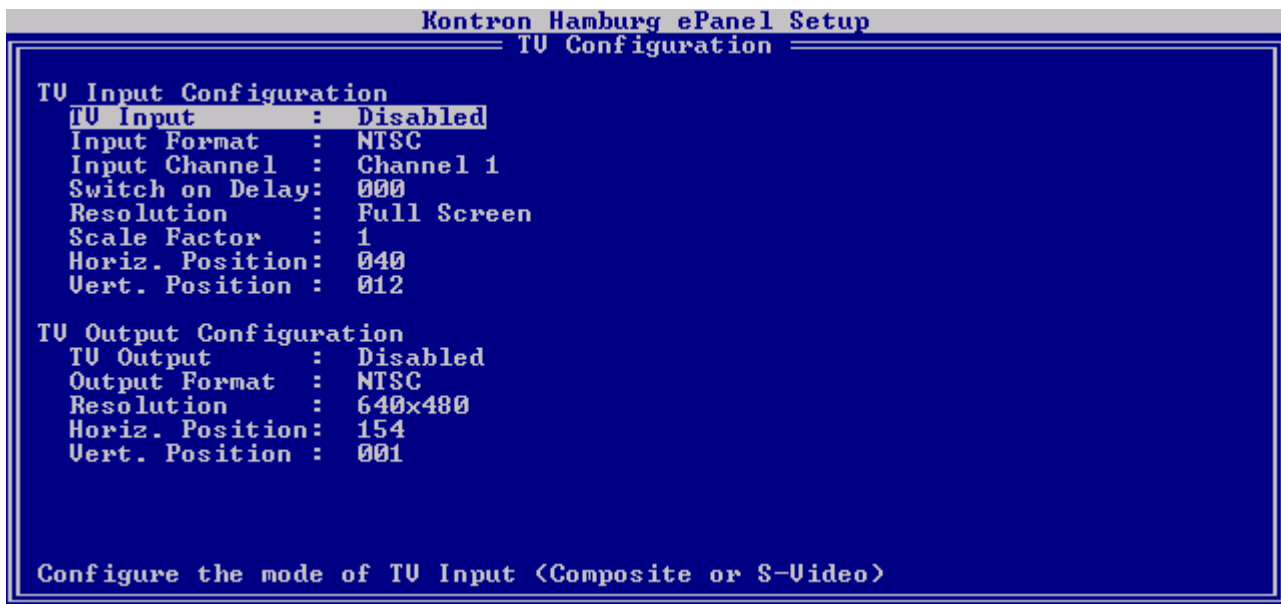 Kontron Hamburg ePanel Setup
TV Configuration
TV Input Configuration
TV Input : Disabled
Input Format : NTSC
Input Channel : Channel 1
Switch on Delay: 000
Resolution : Full Screen
Scale Factor : 1
Horiz. Position: 040
Vert. Position : 012
TV Output Configuration
TV Output : Disabled
Output Format : NTSC
Resolution : 640x480
Horiz. Position: 154
Vert. Position : 001
Configure the mode of TV Input (Composite or S-Video)